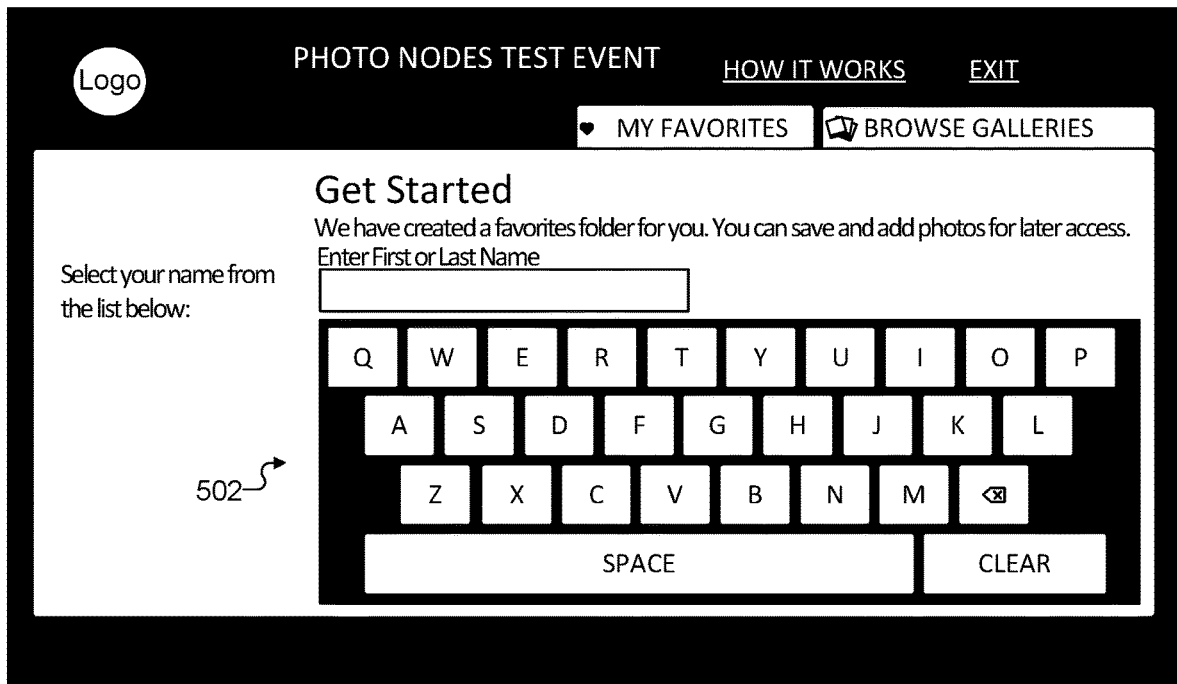 Logo
PHOTO NODES TEST EVENT
HOW IT WORKS
EXIT
MY FAVORITES
BROWSE GALLERIES
Get Started
We have created a favorites folder for you. You can save and add photos for later access.
Enter First or Last Name
Select your name from
the list below:
Q W E R T Y U I O P
A S D F G H J K L
502
Z X C V B N M
SPACE CLEAR